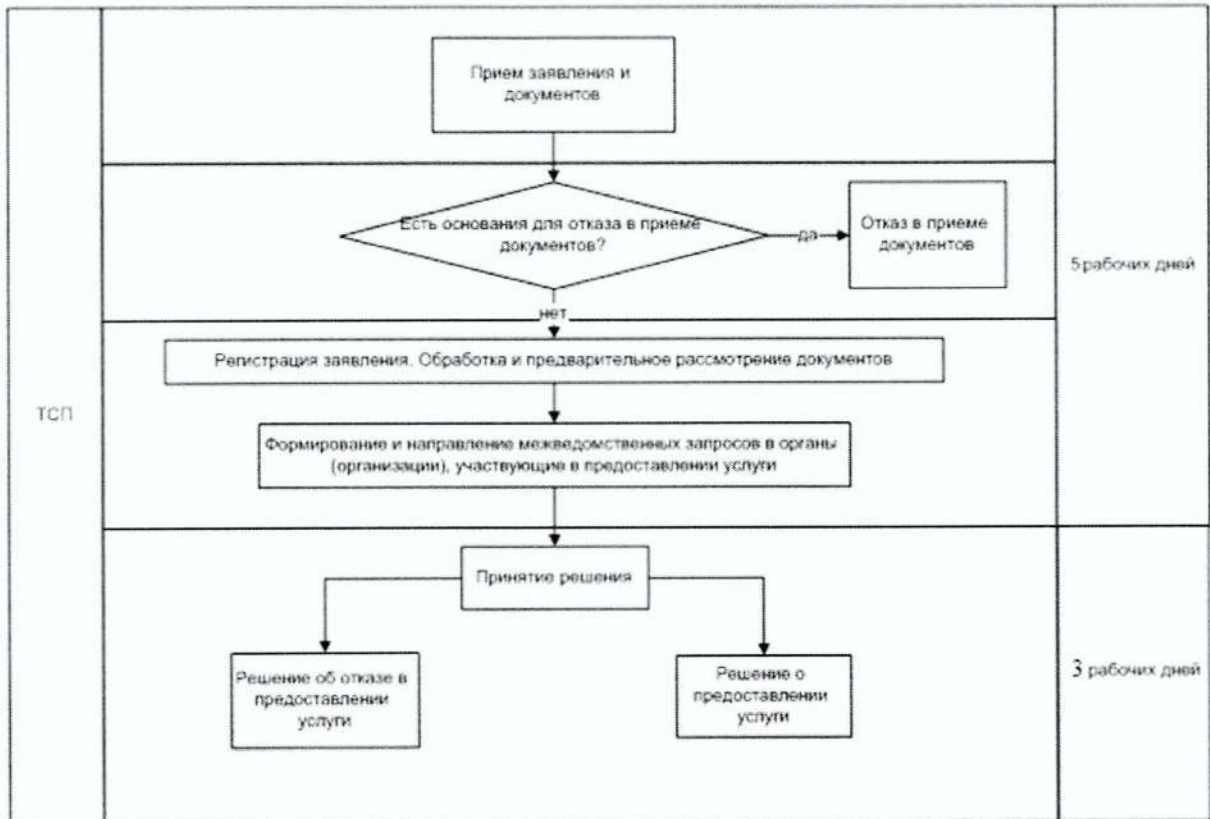 Прием заявления и
документов
Есть основания для отказа в приеме
документов?
да
Отказ в приеме
документов
5 рабочих дней
нет
Регистрация заявления. Обработка и предварительное рассмотрение документов
ТСП
Формирование и направление межведомственных запросов в органы
(организации), участвующие в предоставлении услуги
Принятие решения
Решение об отказе в
предоставлении
услуги
Решение о
предоставлении
услуги
3 рабочих дней